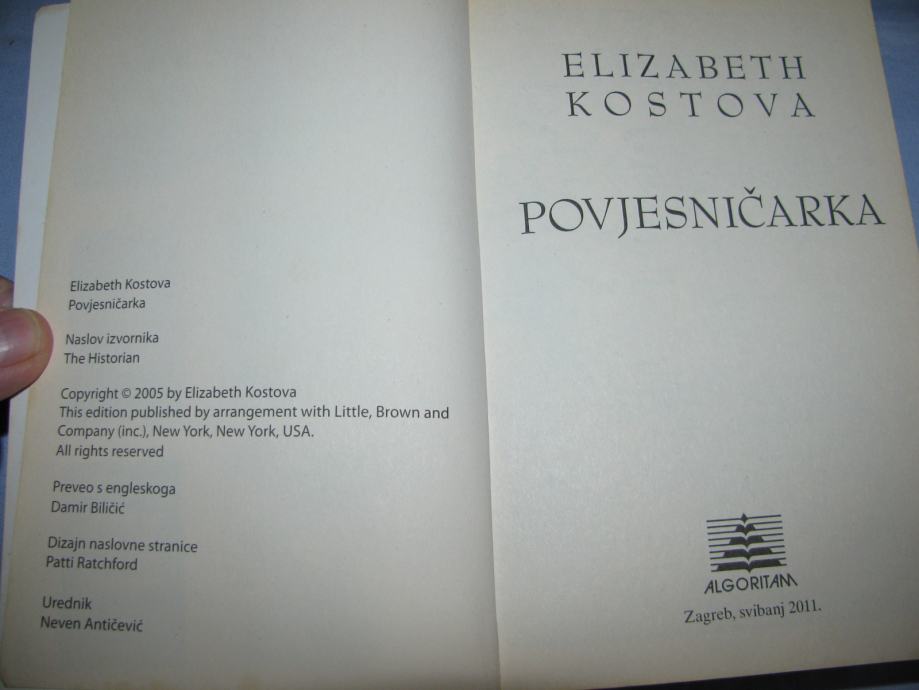 Elizabeth Kostova
Povjesničarka
Naslov izvornika
The Historian
Copyright © 2005 by Elizabeth Kostova
This edition published by arrangement with Little, Brown and
Company (inc.), New York, New York, USA.
All rights reserved
Preveo s engleskoga
Damir Biličić
Dizajn naslovne stranice
Patti Ratchford
Urednik
Neven Antičević
ELIZABETH
KOSTOVA
POVJESNIČARKA
ALGORITAM
Zagreb, svibanj 2011.